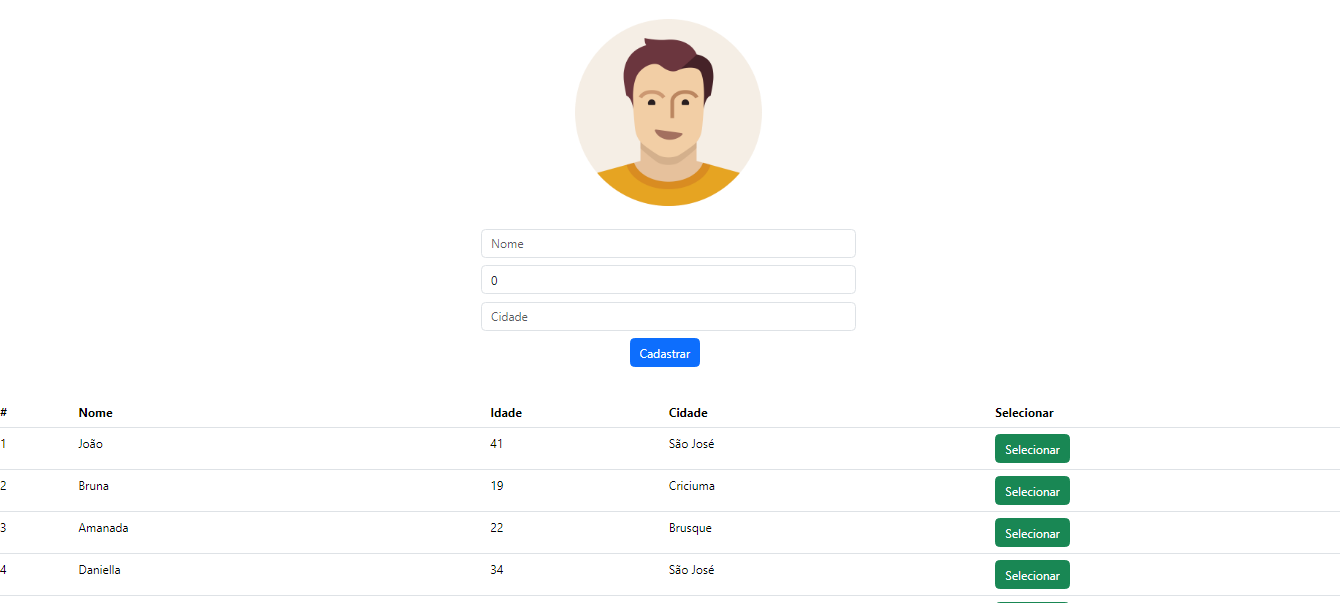 Nome
0
Cidade
Cadastrar
# Nome Idade Cidade Selecionar
1 João 41 São José Selecionar
2 Bruna 19 Criciuma Selecionar
3 Amanada 22 Brusque Selecionar
4 Daniella 34 São José Selecionar